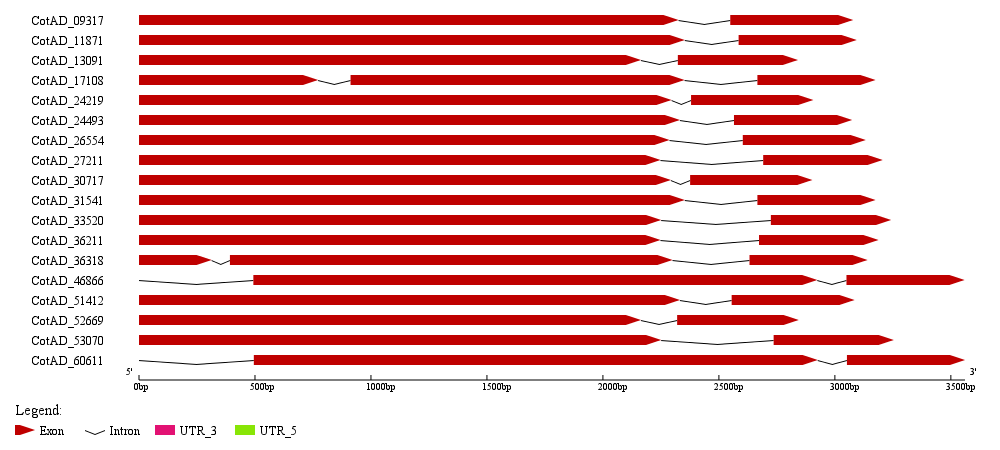 CotAD_09317
CotAD_11871
CotAD_13091
CotAD_17108
CotAD_24219
CotAD_24493
CotAD_26554
CotAD_27211
CotAD_30717
CotAD_31541
CotAD_33520
CotAD_36211
CotAD_36318
CotAD_46866
CotAD_51412
CotAD_52669
CotAD_53070
CotAD_60611
5' 3'
0bp 500bp 1000bp 1500bp 2000bp 2500bp 3000bp 3500bp
Legend:
Exon Intron UTR_3 UTR_5